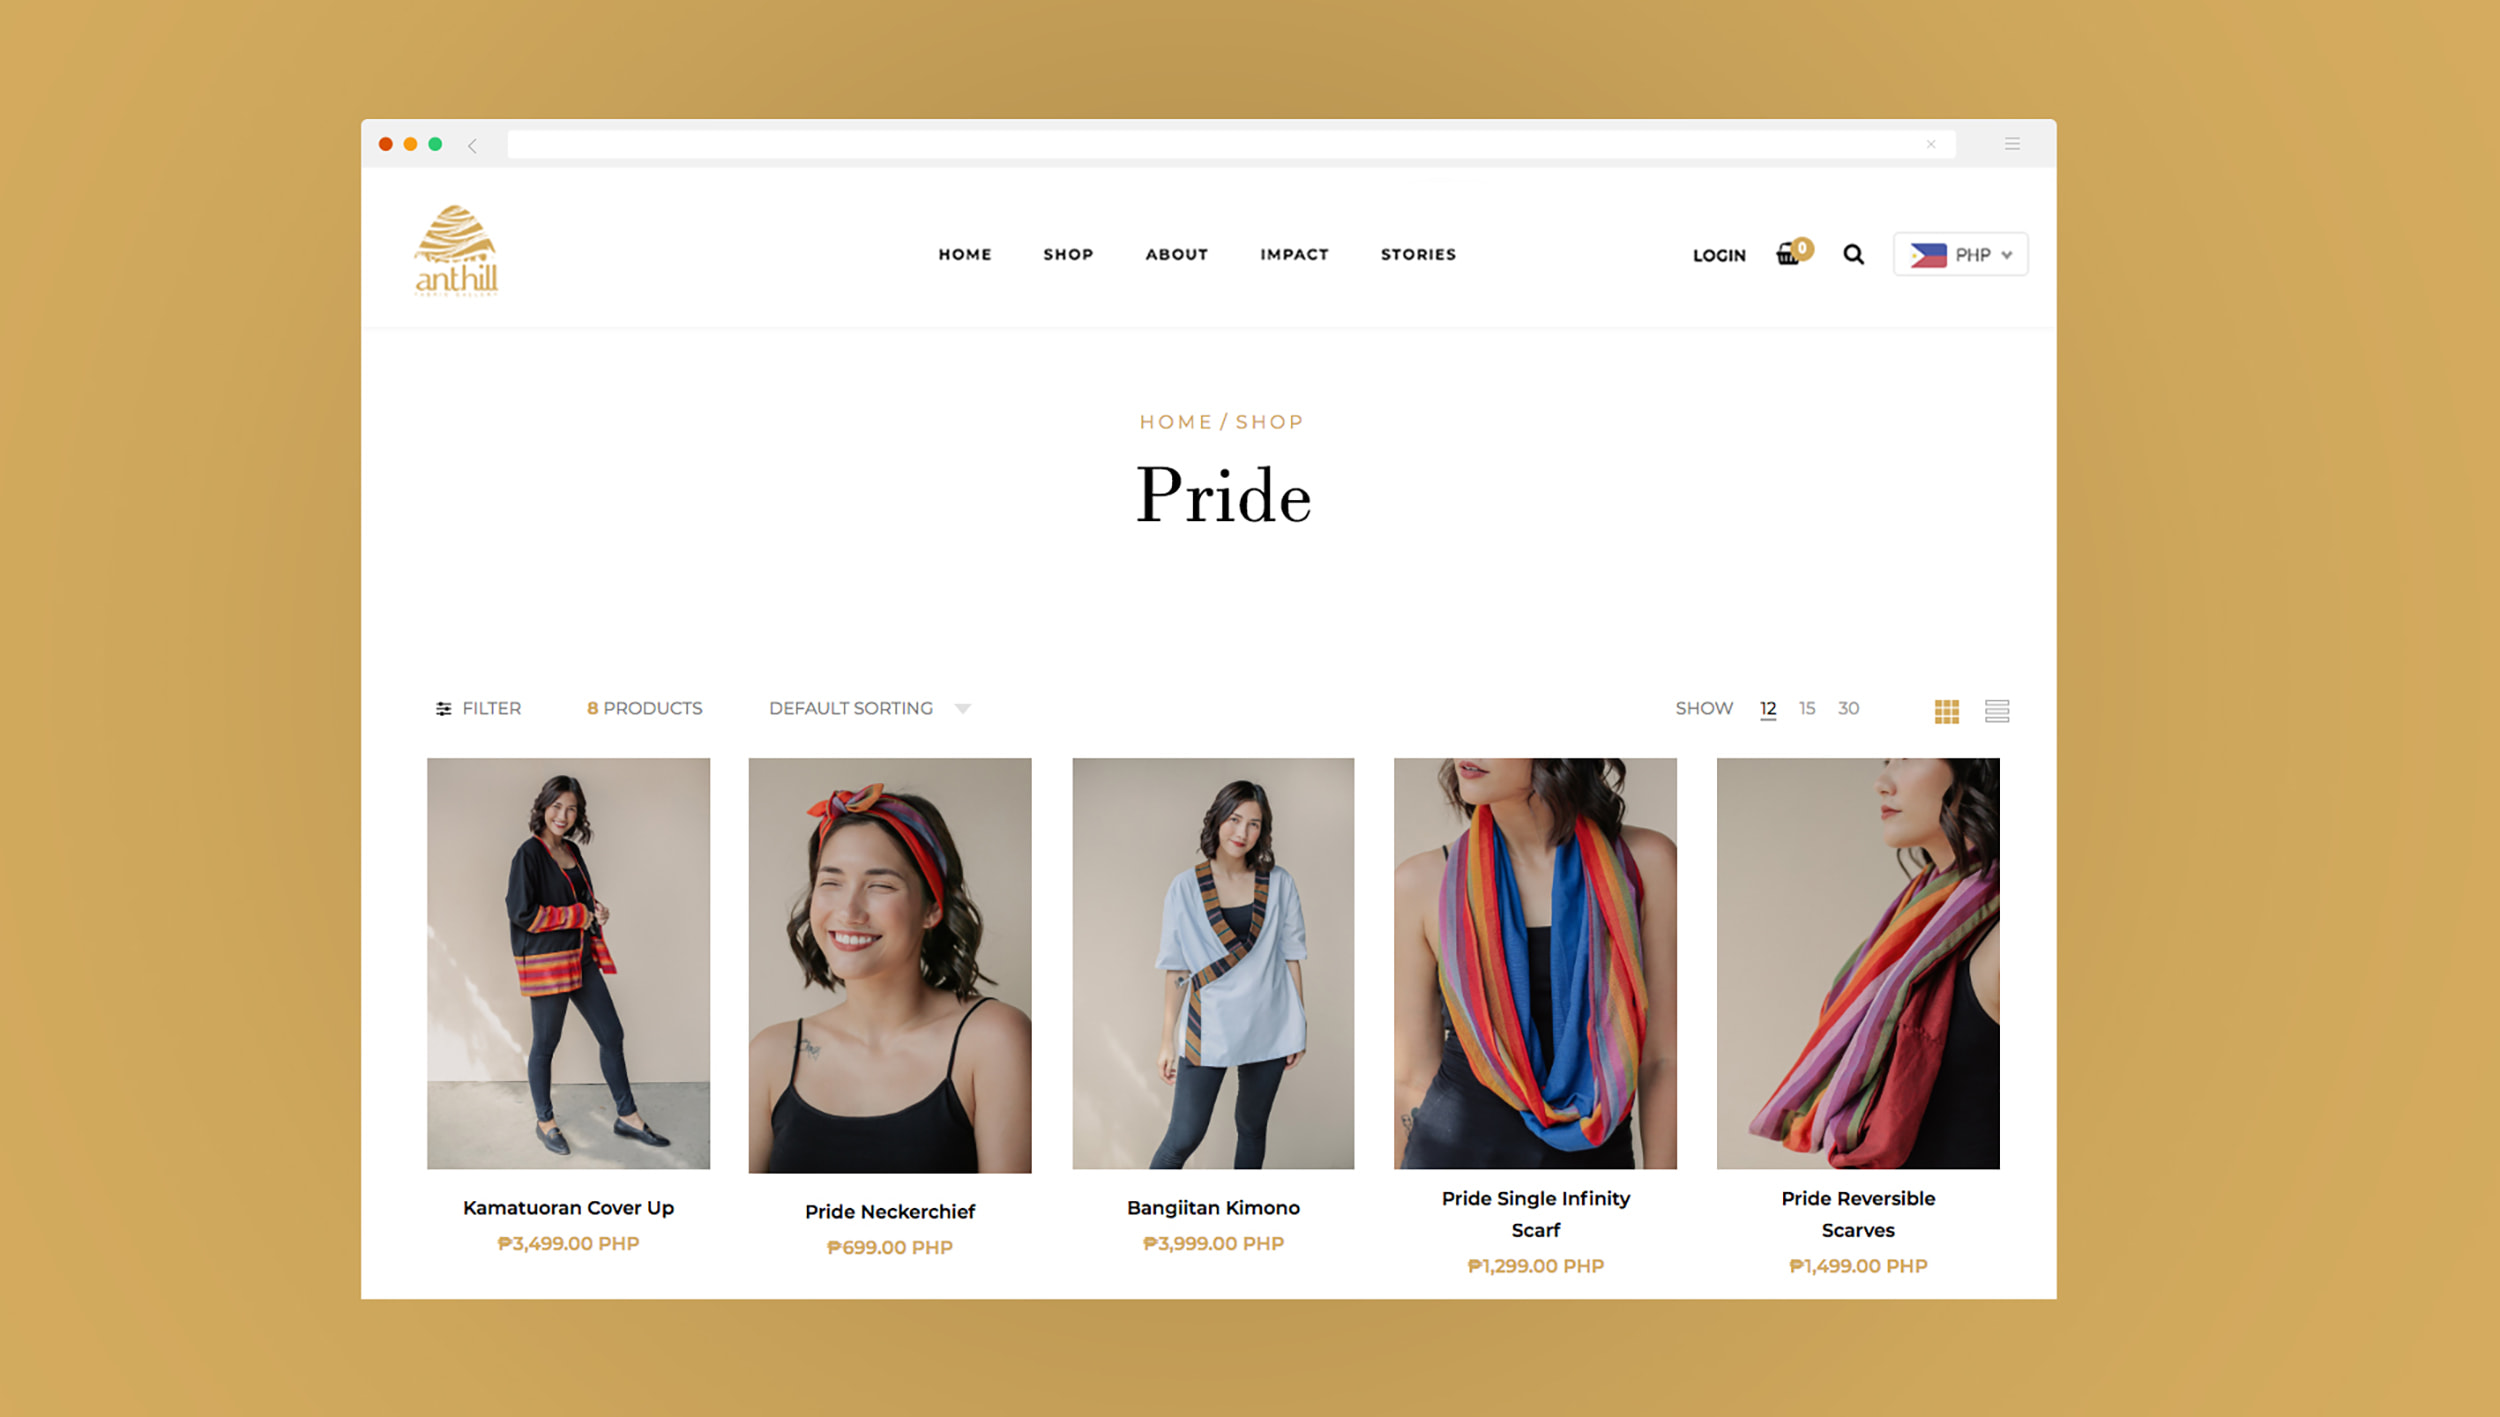 anthill
FABRIC GALLERY
HOME SHOP ABOUT IMPACT STORIES
LOGIN 0 PHP
HOME / SHOP
Pride
FILTER 8 PRODUCTS DEFAULT SORTING SHOW 12 15 30
Kamatuoran Cover Up
₱3,499.00 PHP
Pride Neckerchief
₱699.00 PHP
Bangiitan Kimono
₱3,999.00 PHP
Pride Single Infinity
Scarf
₱1,299.00 PHP
Pride Reversible
Scarves
₱1,499.00 PHP